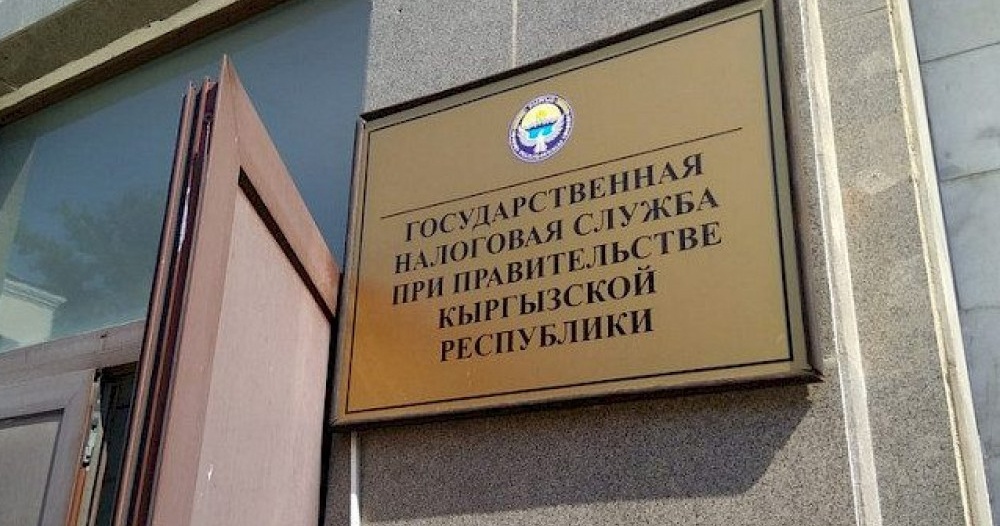 ГОСУДАРСТВЕННАЯ
НАЛОГОВАЯ СЛУЖБА
ПРИ ПРАВИТЕЛЬСТВЕ
КЫРГЫЗСКОЙ
РЕСПУБЛИКИ